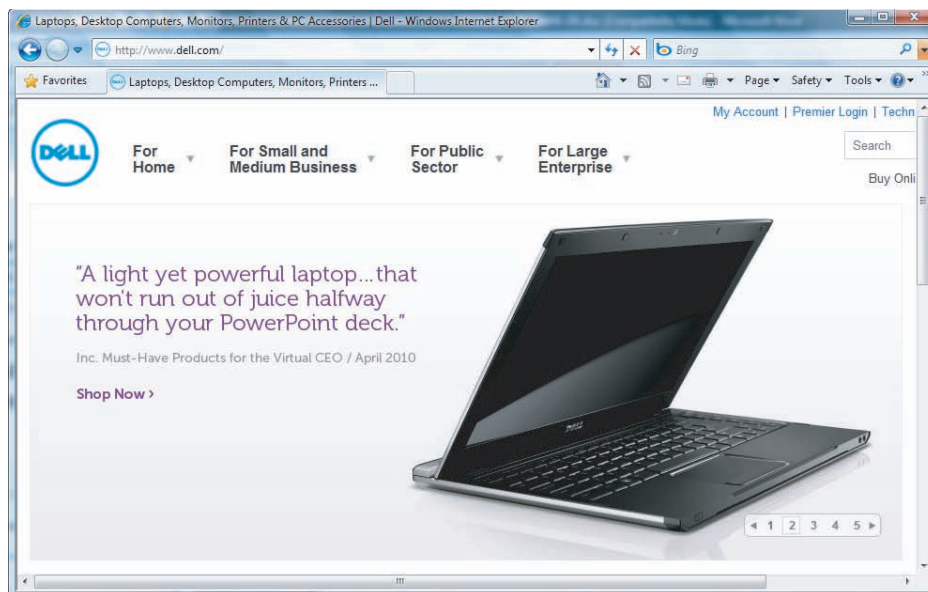 Laptops, Desktop Computers, Monitors, Printers & PC Accessories | Dell - Windows Internet Explorer
http://www.dell.com/
Bing
Favorites
Laptops, Desktop Computers, Monitors, Printers ...
Page Safety Tools
My Account | Premier Login | Techn
DELL
For Home
For Small and Medium Business
For Public Sector
For Large Enterprise
Search
Buy Onli
“A light yet powerful laptop...that
won't run out of juice halfway
through your PowerPoint deck.”
Inc. Must-Have Products for the Virtual CEO / April 2010
Shop Now >
DELL
1 2 3 4 5